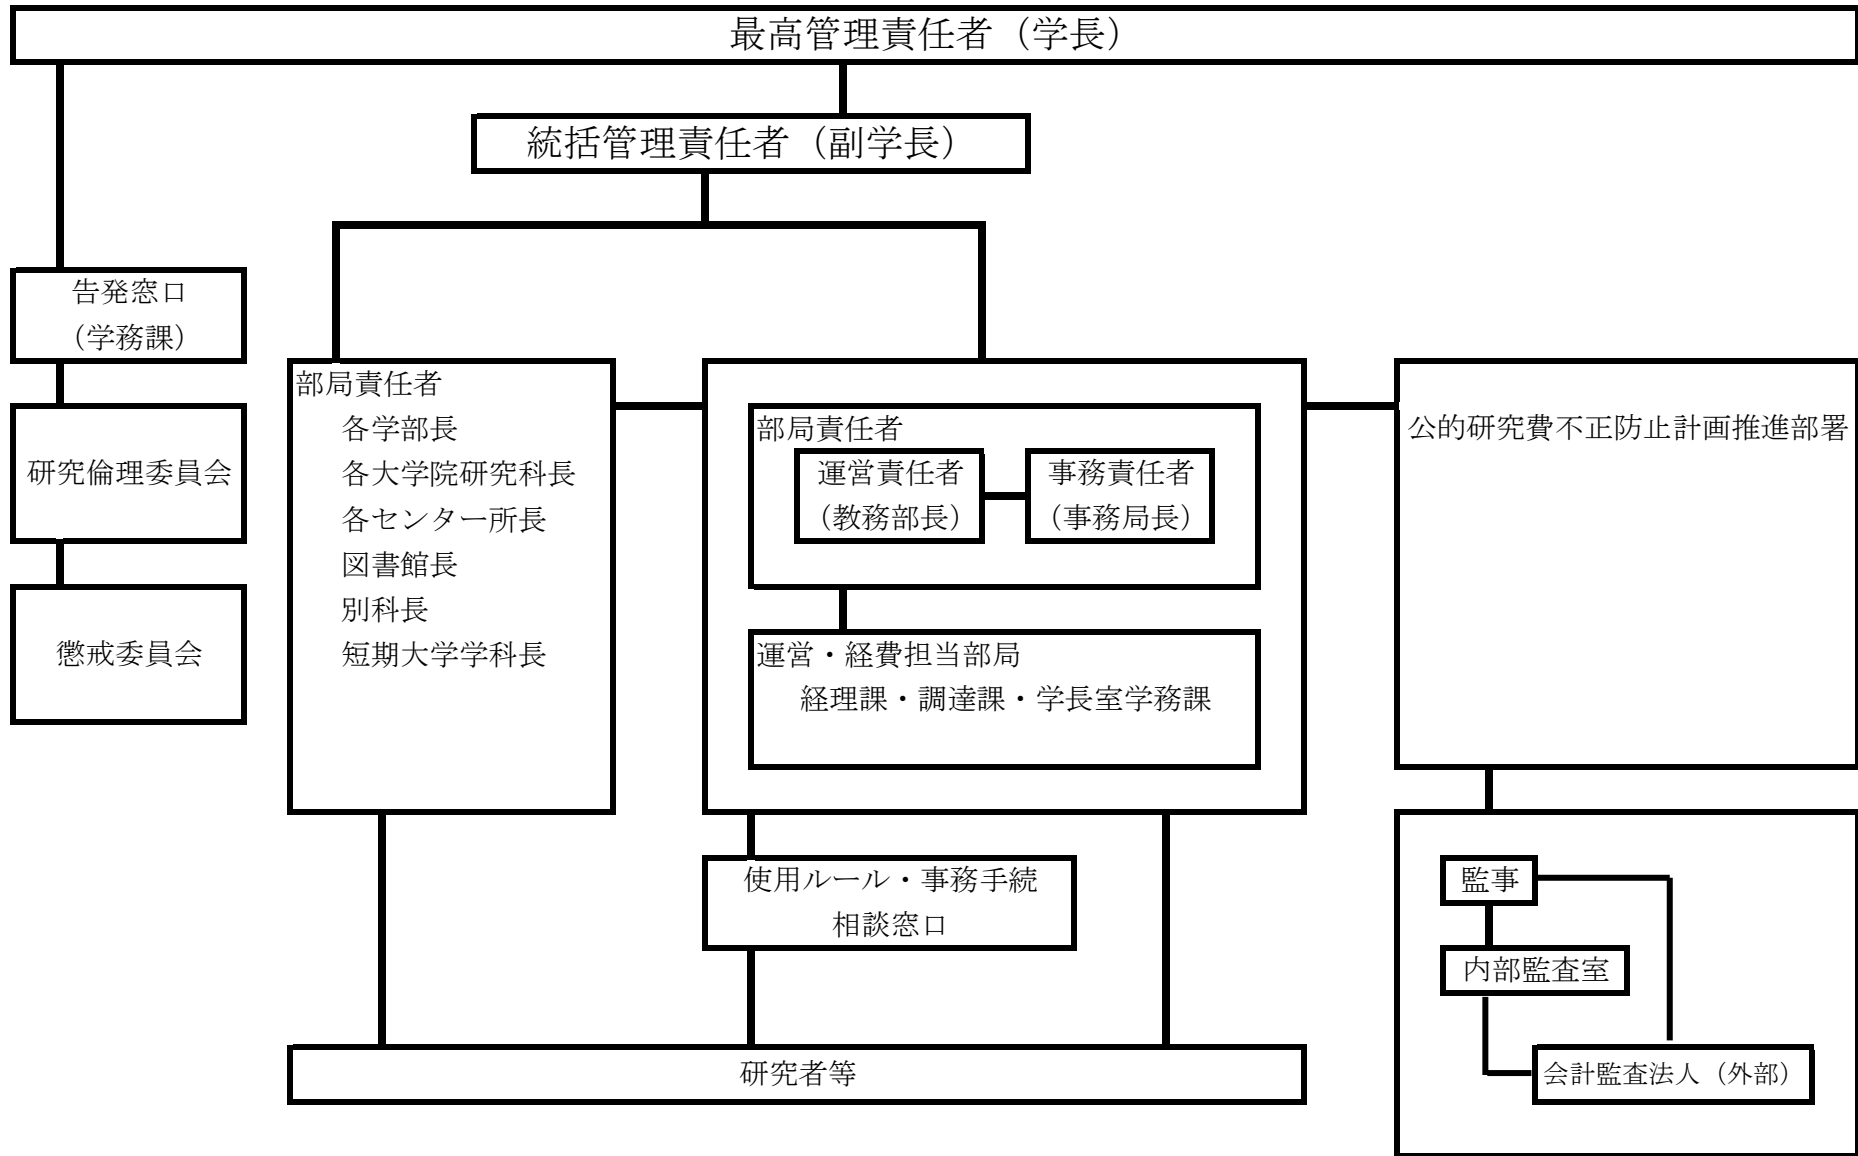 最高管理責任者（学長）
統括管理責任者（副学長）
告発窓口
（学務課）
研究倫理委員会
懲戒委員会
部局責任者
各学部長
各大学院研究科長
各センター所長
図書館長
別科長
短期大学学科長
部局責任者
運営責任者
（教務部長）
事務責任者
（事務局長）
運営・経費担当部局
経理課・調達課・学長室学務課
公的研究費不正防止計画推進部署
使用ルール・事務手続
相談窓口
監事
内部監査室
会計監査法人（外部）
研究者等